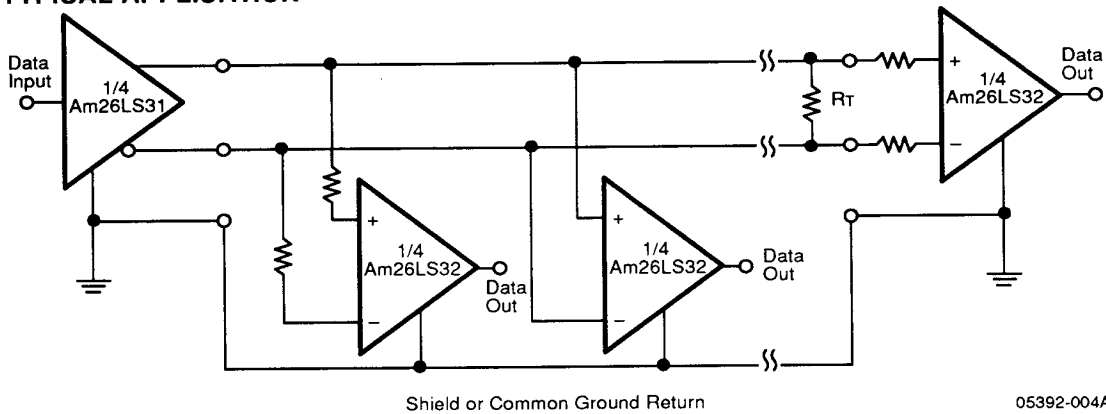 Data
Input
1/4
Am26LS31
RT
+
−
1/4
Am26LS32
Data
Out
+
−
1/4
Am26LS32
Data
Out
+
−
1/4
Am26LS32
Data
Out
Shield or Common Ground Return
05392-004A